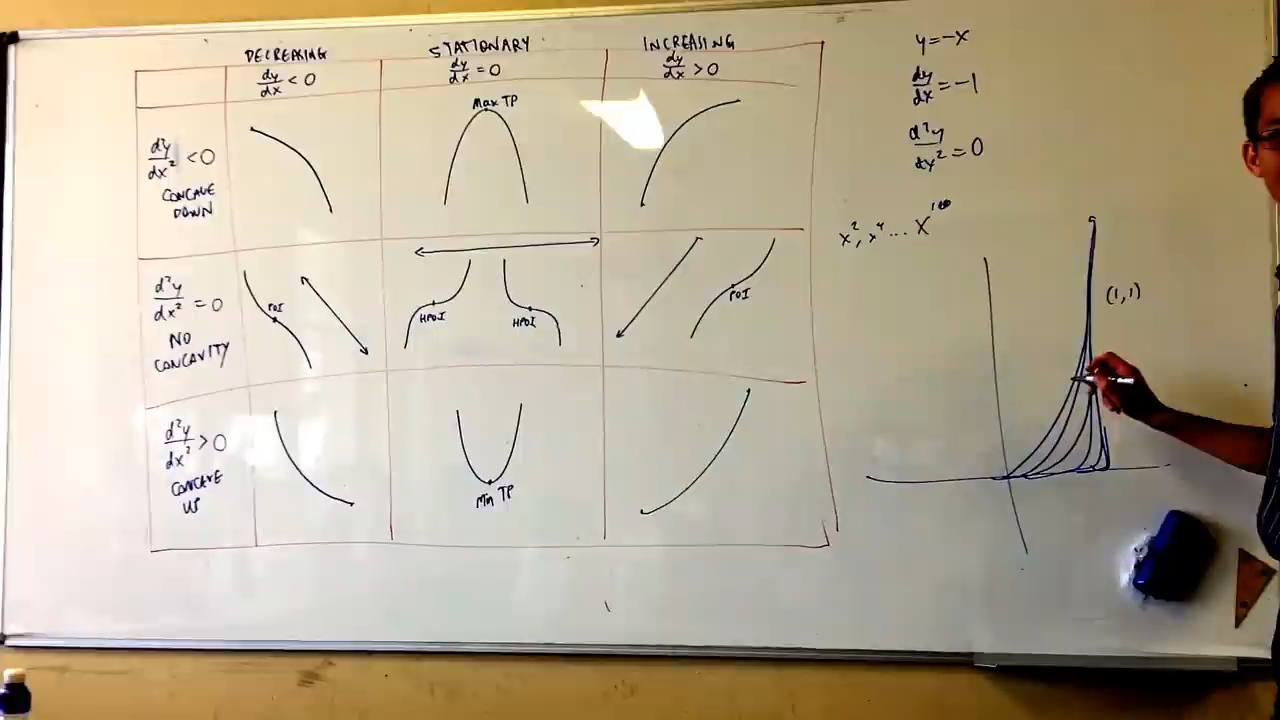 DECREASING
dy/dx < 0
STATIONARY
dy/dx = 0
INCREASING
dy/dx > 0
d²y/dx² < 0
CONCAVE
DOWN
Max TP
d²y/dx² = 0
NO
CONCAVITY
POI
HPOI
HPOI
POI
d²y/dx² > 0
CONCAVE
UP
Min TP
y = -x
dy/dx = -1
d²y/dx² = 0
x², x⁴ ... x¹⁰⁰
(1,1)